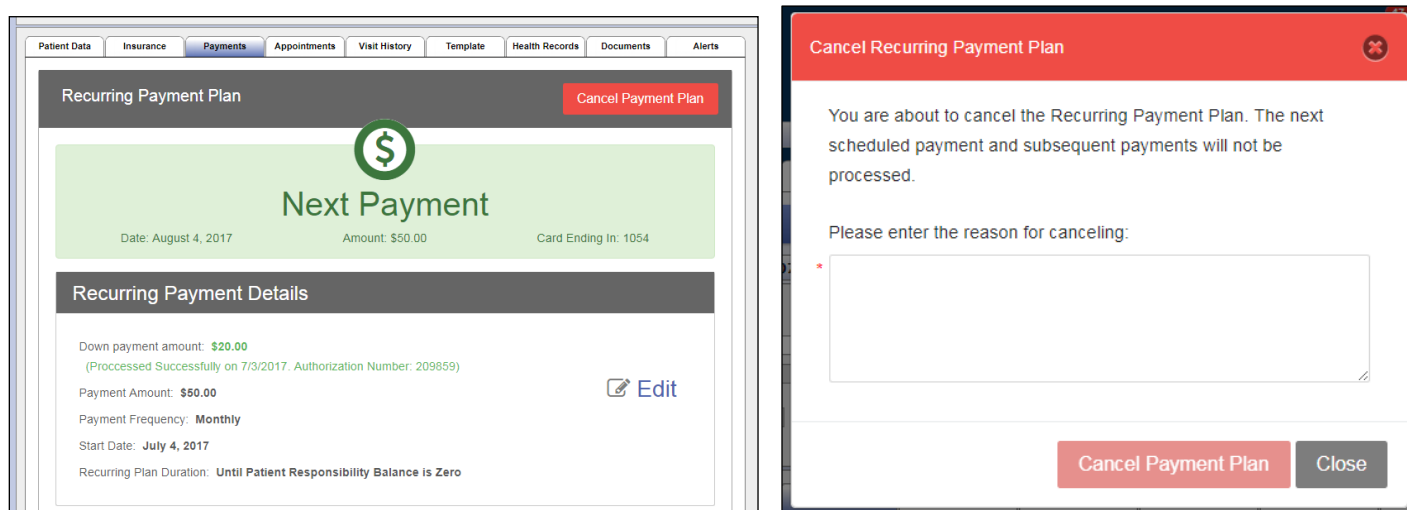 Patient Data Insurance Payments Appointments Visit History Template Health Records Documents Alerts
Recurring Payment Plan
Cancel Payment Plan
$
Next Payment
Date: August 4, 2017 Amount: $50.00 Card Ending In: 1054
Recurring Payment Details
Down payment amount: $20.00
(Proccessed Successfully on 7/3/2017. Authorization Number: 209859)
Payment Amount: $50.00
Edit
Payment Frequency: Monthly
Start Date: July 4, 2017
Recurring Plan Duration: Until Patient Responsibility Balance is Zero
Cancel Recurring Payment Plan
You are about to cancel the Recurring Payment Plan. The next
scheduled payment and subsequent payments will not be
processed.
Please enter the reason for canceling:
*
Cancel Payment Plan Close